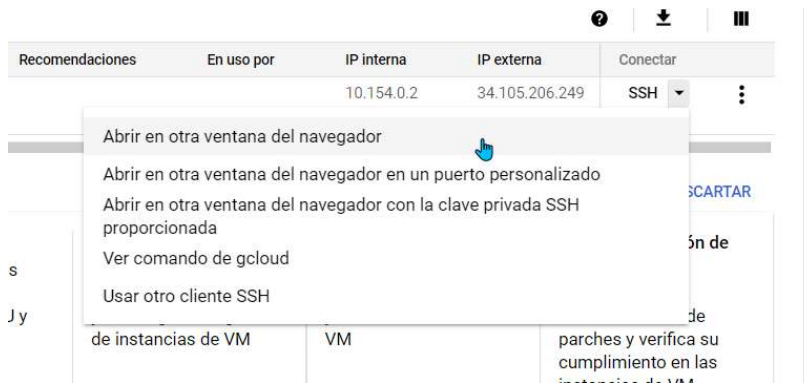 Recomendaciones En uso por IP interna IP externa Conectar
10.154.0.2 34.105.206.249 SSH
Abrir en otra ventana del navegador
Abrir en otra ventana del navegador en un puerto personalizado
Abrir en otra ventana del navegador con la clave privada SSH
proporcionada
Ver comando de gcloud
Usar otro cliente SSH
SCARTAR
ón de
s
J y de
de instancias de VM VM parches y verifica su
cumplimiento en las
instancias de VM